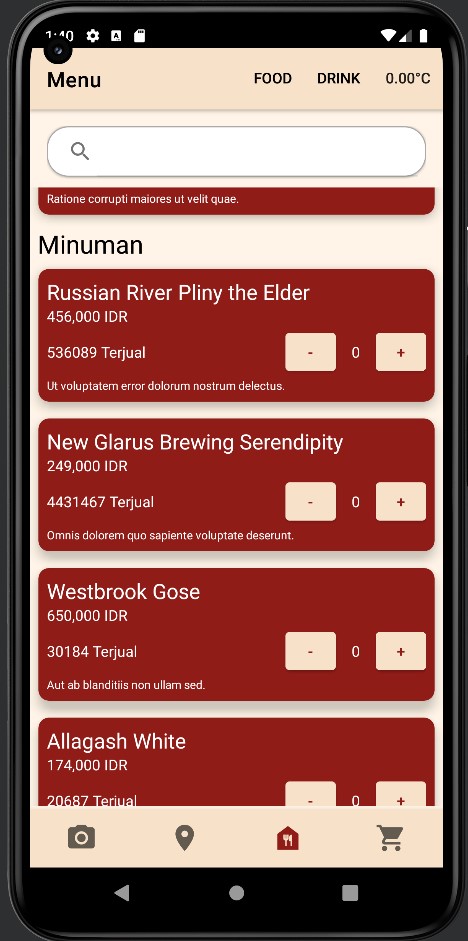 1:40
Menu FOOD DRINK 0.00°C
Ratione corrupti maiores ut velit quae.
Minuman
Russian River Pliny the Elder
456,000 IDR
536089 Terjual - 0 +
Ut voluptatem error dolorum nostrum delectus.
New Glarus Brewing Serendipity
249,000 IDR
4431467 Terjual - 0 +
Omnis dolorem quo sapiente voluptate deserunt.
Westbrook Gose
650,000 IDR
30184 Terjual - 0 +
Aut ab blanditiis non ullam sed.
Allagash White
174,000 IDR
20687 Terjual - 0 +